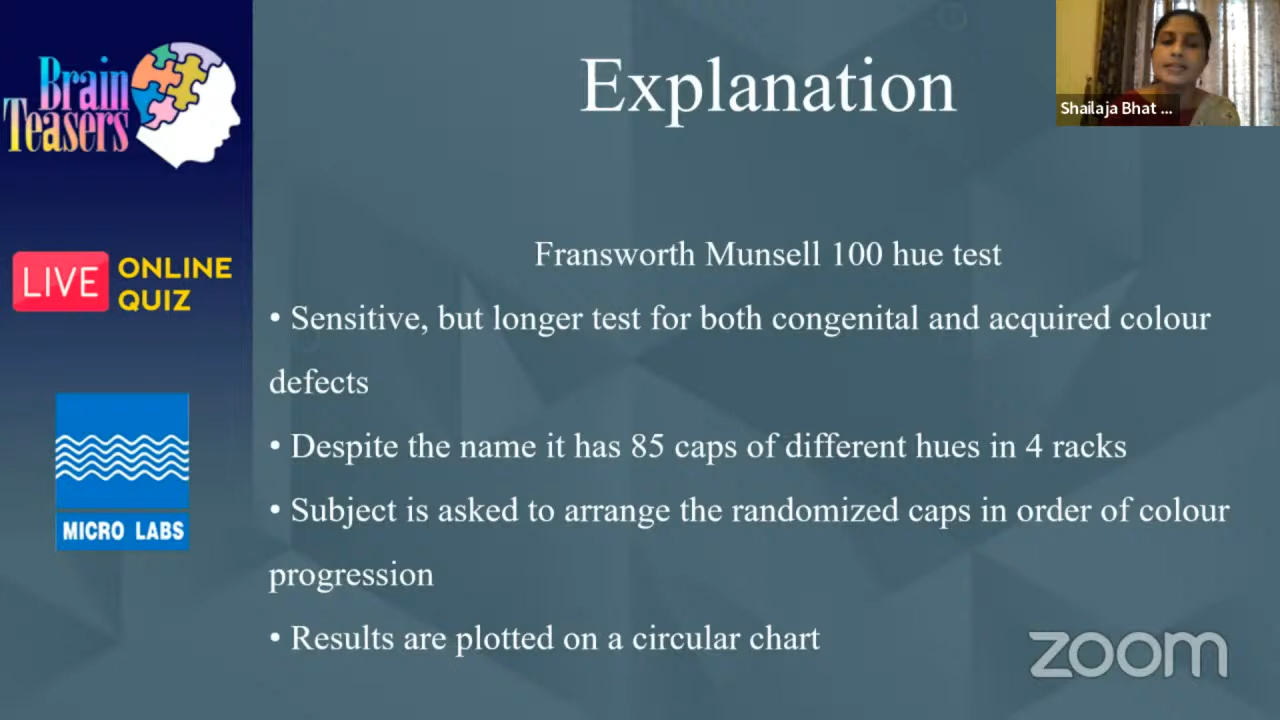 Brain
Teasers
LIVE
ONLINE
QUIZ
MICRO LABS
Explanation
Shailaja Bhat ...
Fransworth Munsell 100 hue test
• Sensitive, but longer test for both congenital and acquired colour
defects
• Despite the name it has 85 caps of different hues in 4 racks
• Subject is asked to arrange the randomized caps in order of colour
progression
• Results are plotted on a circular chart
zoom